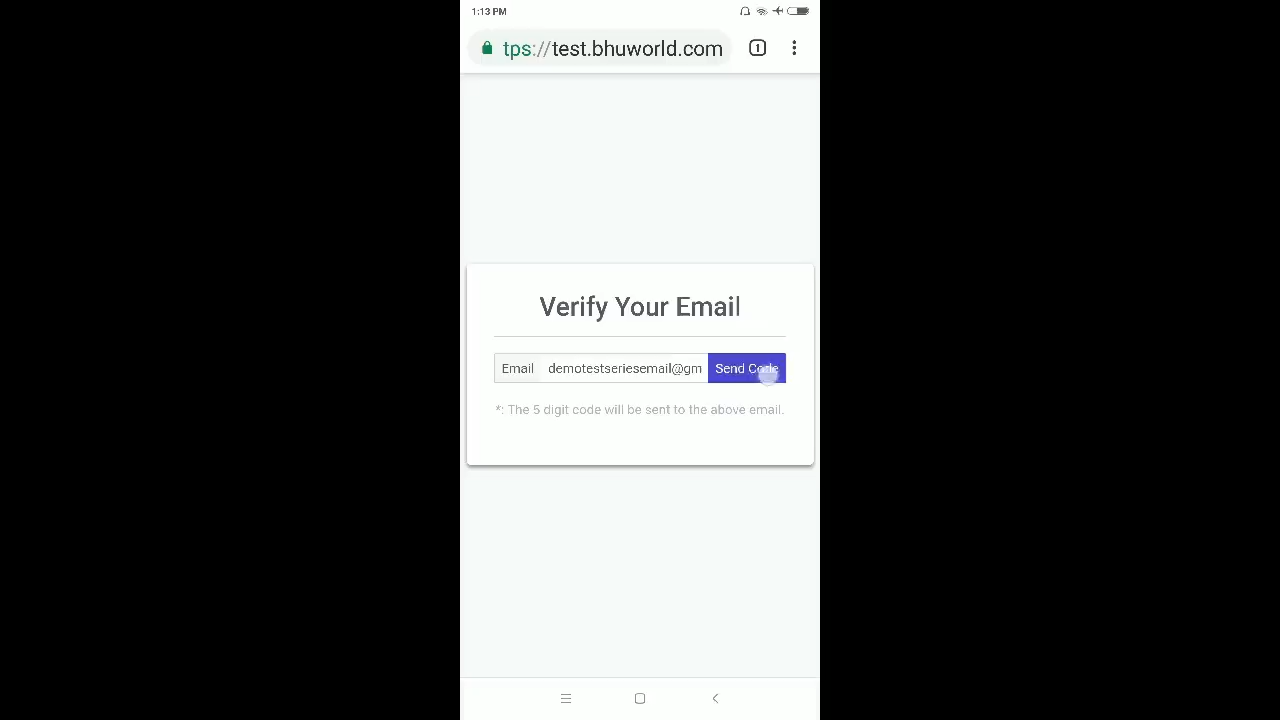 1:13 PM
tps://test.bhuworld.com
1
Verify Your Email
Email demotestseriesemail@gm Send Code
*: The 5 digit code will be sent to the above email.